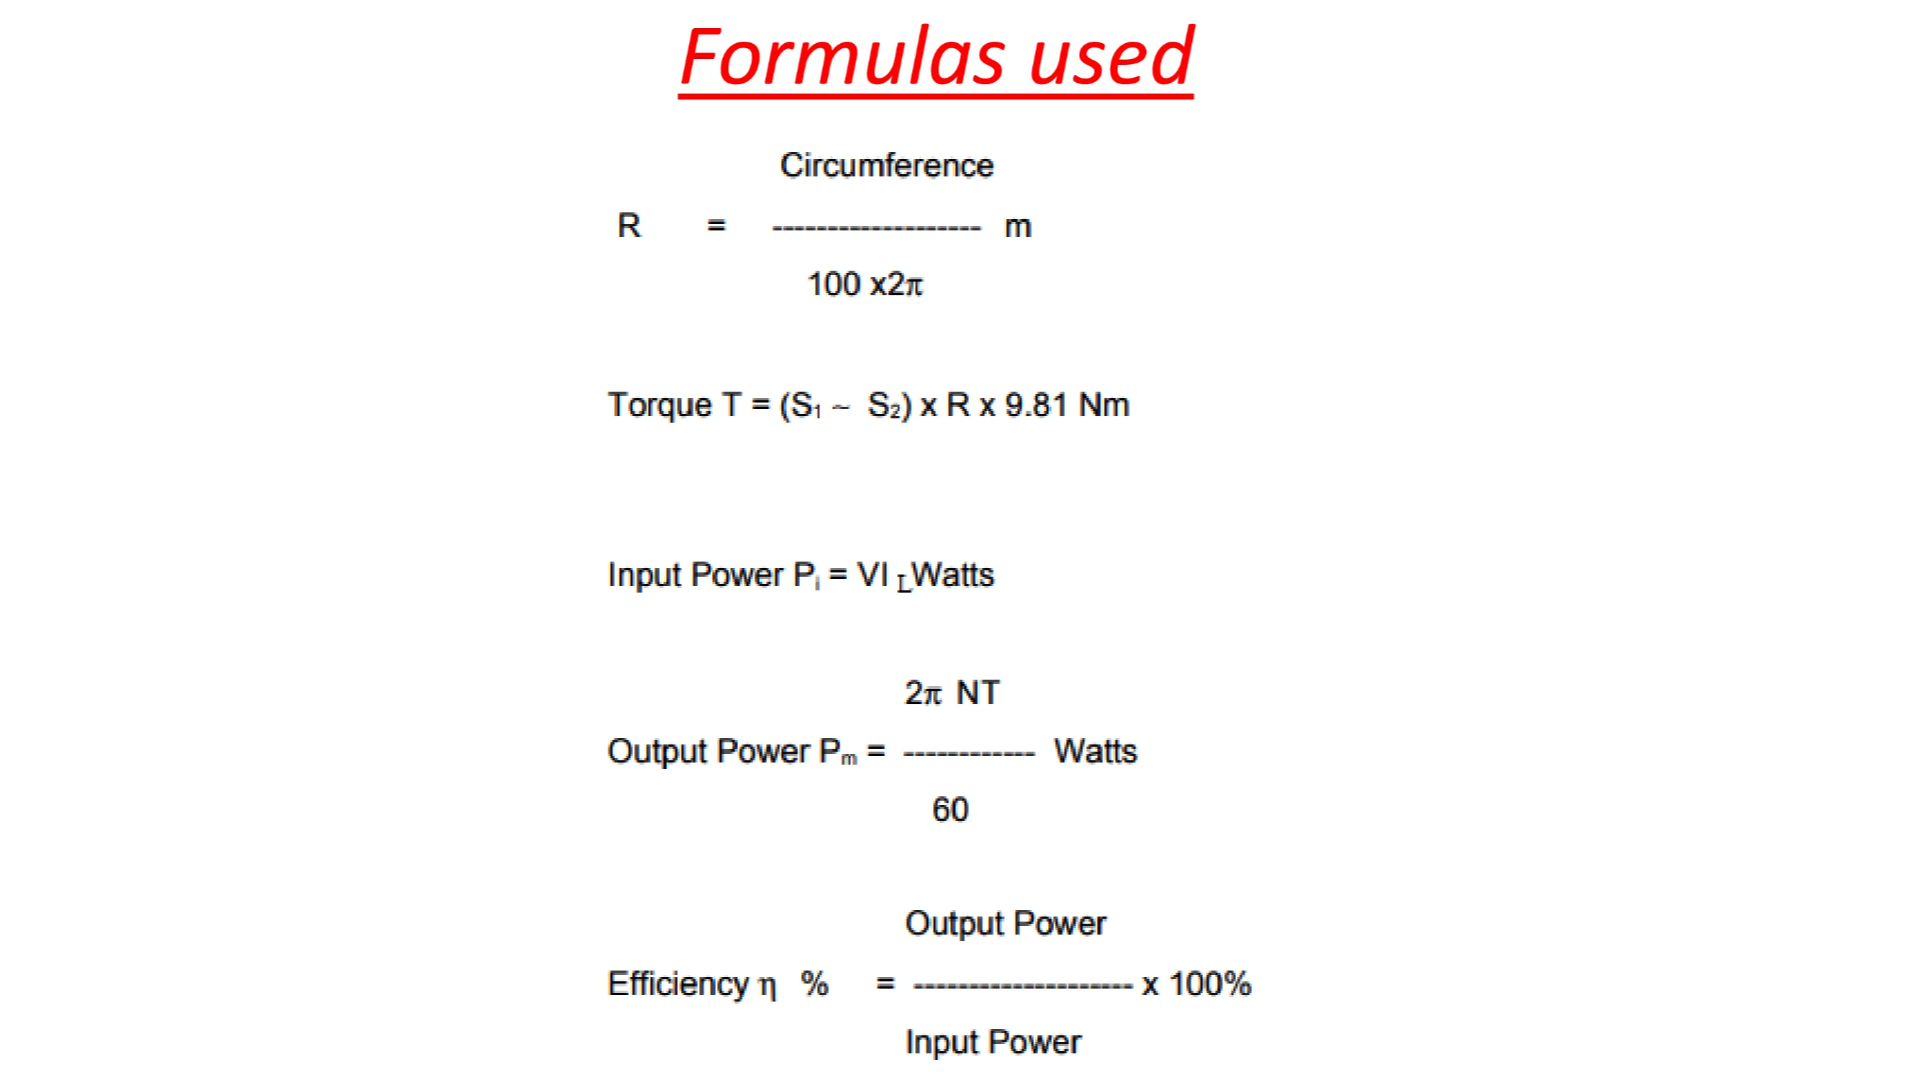 Formulas used
Circumference
R = ------------------- m
100 x2π
Torque T = (S₁ ~ S₂) x R x 9.81 Nm
Input Power Pᵢ = VI L Watts
2π NT
Output Power Pₘ = ------------ Watts
60
Output Power
Efficiency η % = -------------------- x 100%
Input Power